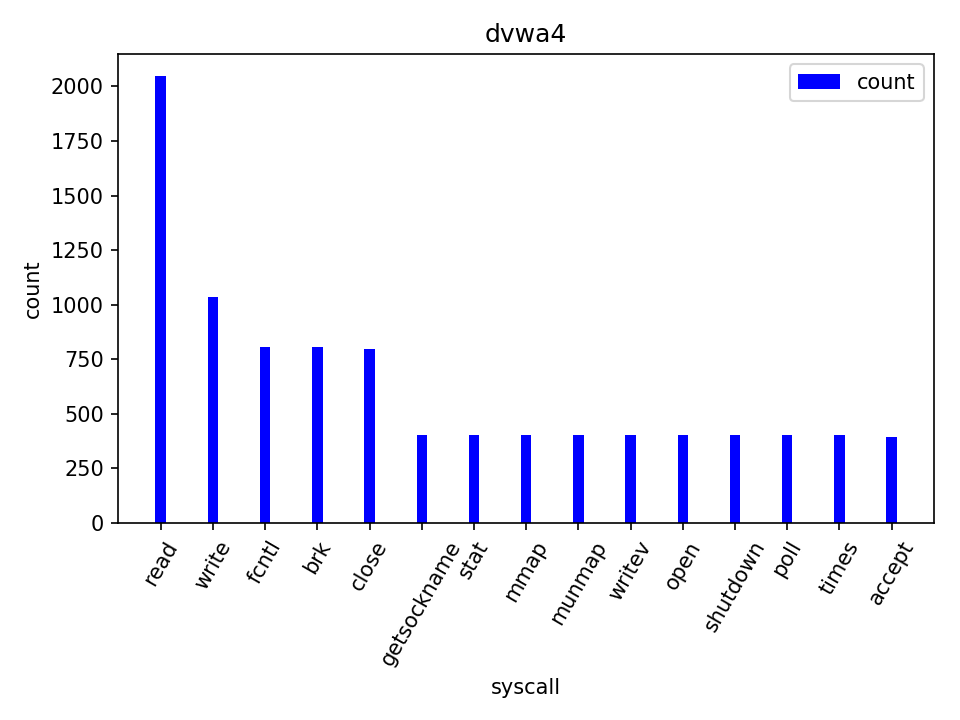 dvwa4
count
2000
1750
1500
1250
1000
750
500
250
0
count
read
write
fcntl
brk
close
getsockname
stat
mmap
munmap
writev
open
shutdown
poll
times
accept
syscall